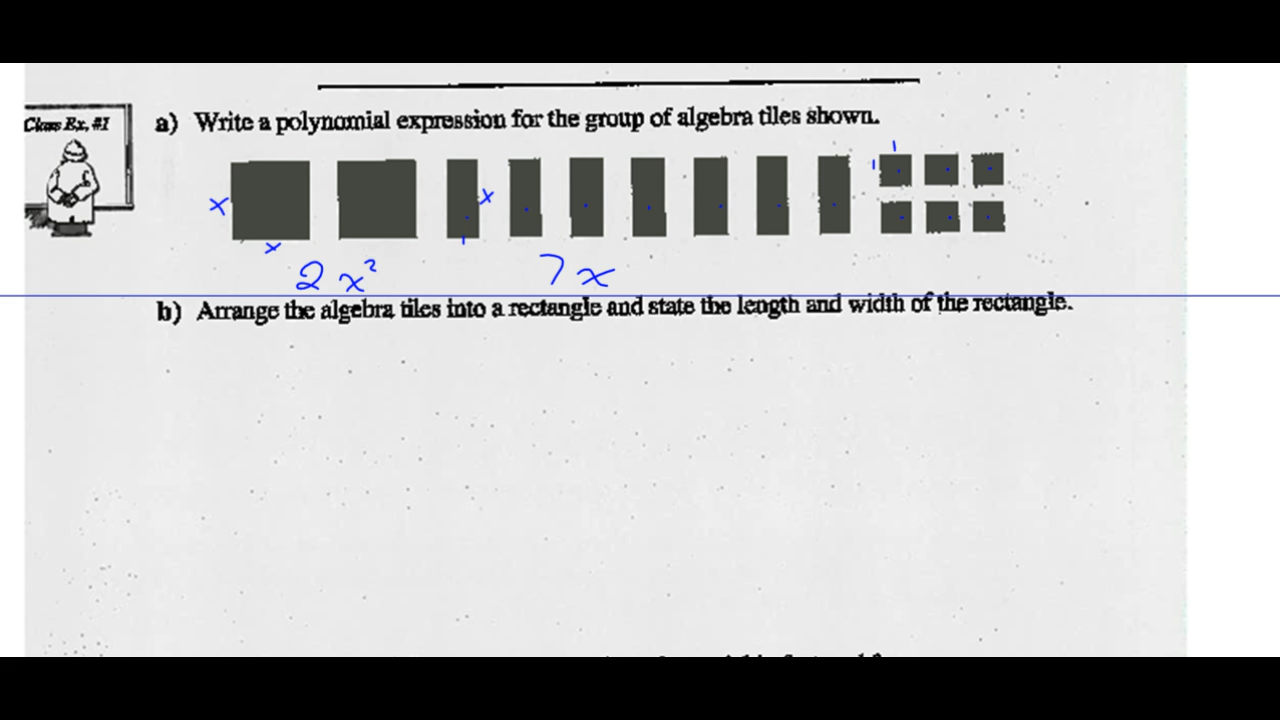 Class Ex. #1
a) Write a polynomial expression for the group of algebra tiles shown.
x x 1 x 1 1
2x² 7x
b) Arrange the algebra tiles into a rectangle and state the length and width of the rectangle.